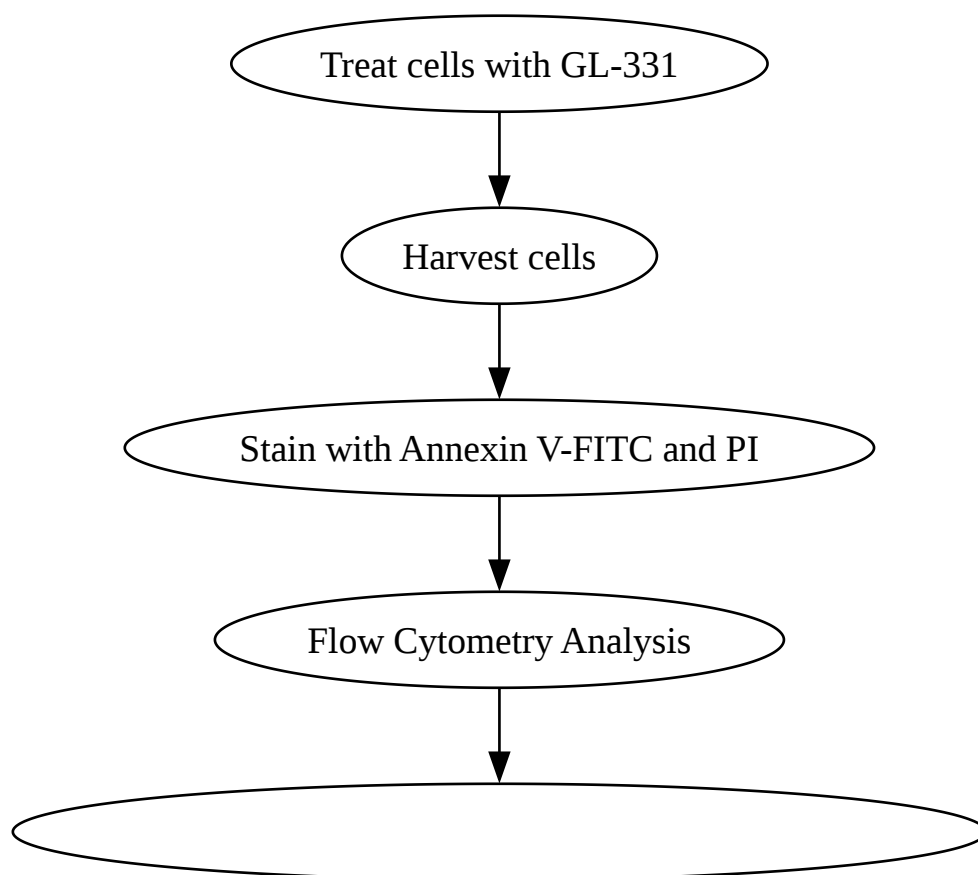 Treat cells with GL-331
Harvest cells
Stain with Annexin V-FITC and PI
Flow Cytometry Analysis